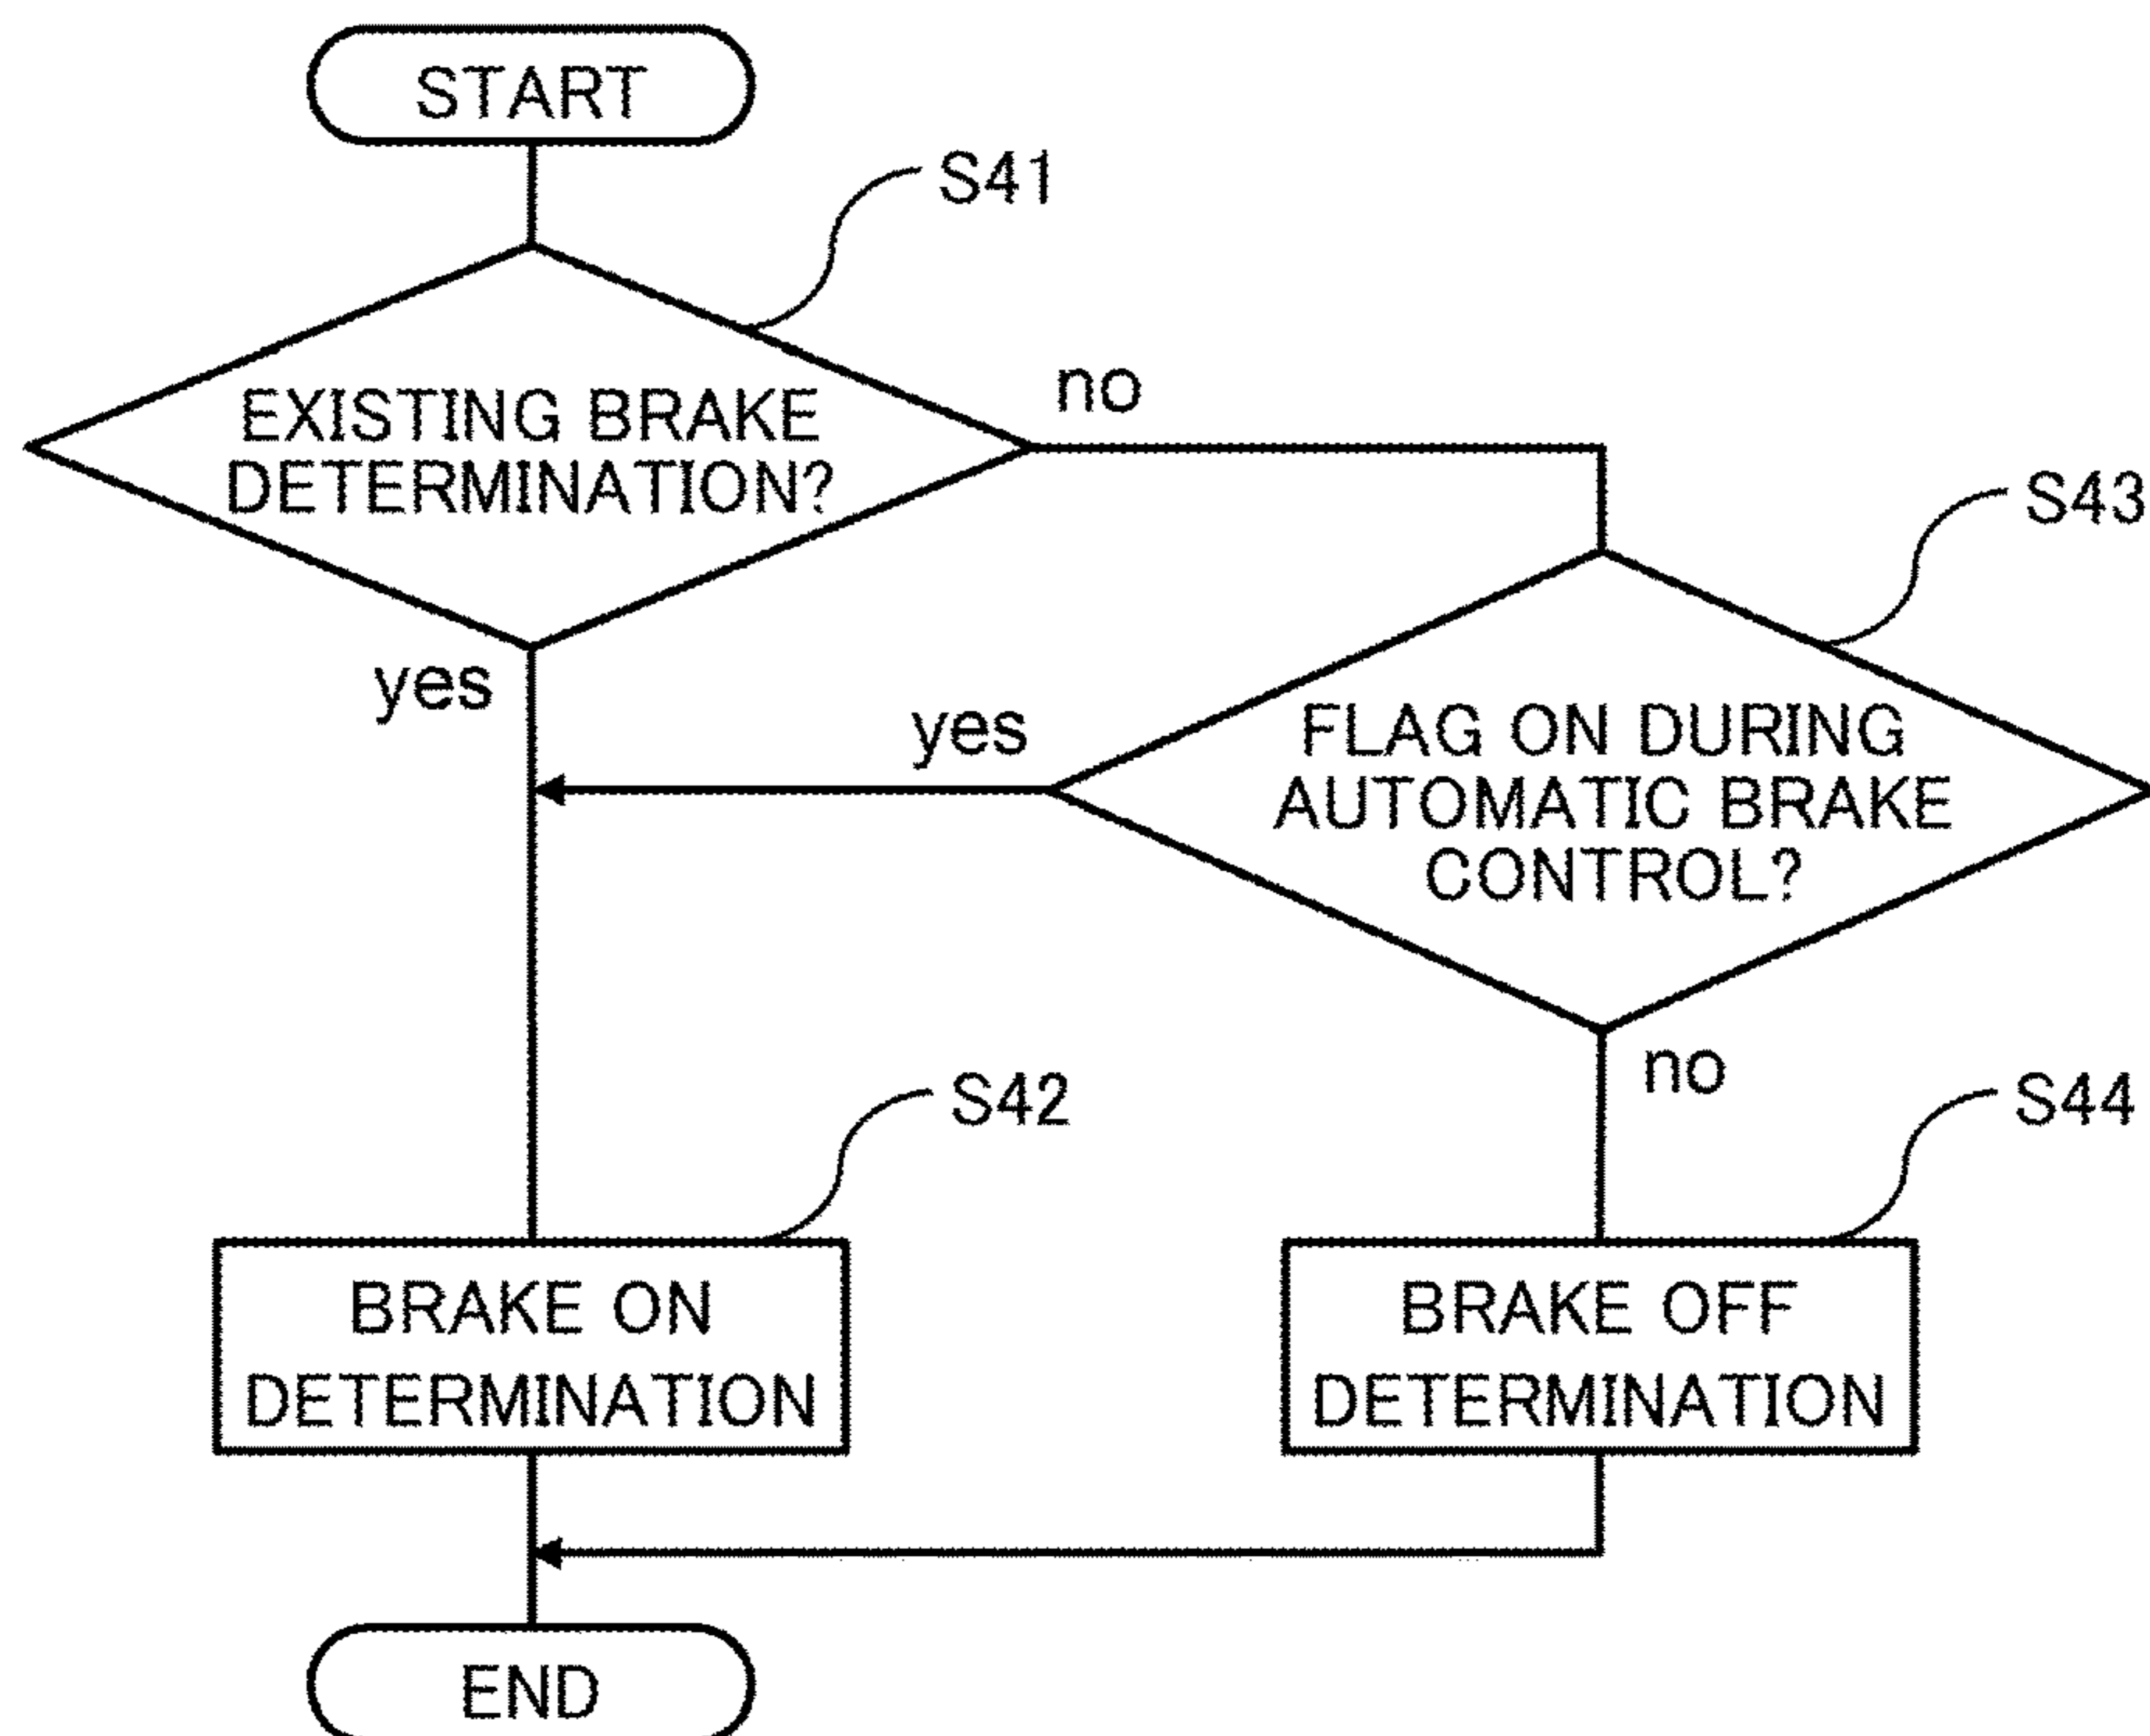 START
S41
EXISTING BRAKE
DETERMINATION?
no
yes
S43
FLAG ON DURING
AUTOMATIC BRAKE
CONTROL?
yes
no
S42
BRAKE ON
DETERMINATION
S44
BRAKE OFF
DETERMINATION
END